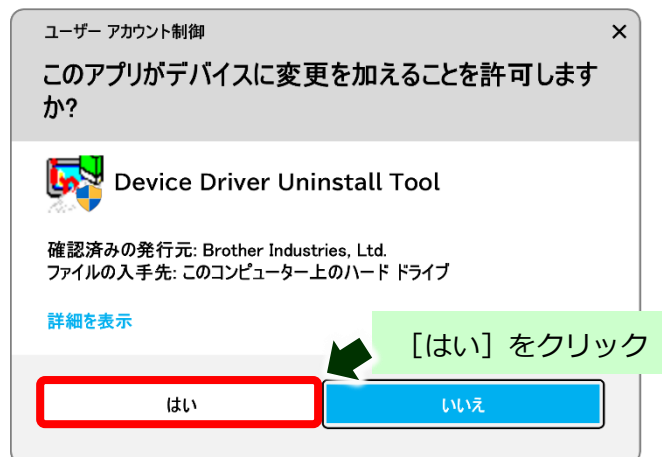 ユーザー アカウント制御
×
このアプリがデバイスに変更を加えることを許可します
か?
Device Driver Uninstall Tool
確認済みの発行元: Brother Industries, Ltd.
ファイルの入手先: このコンピューター上のハード ドライブ
詳細を表示
［はい］をクリック
はい
いいえ